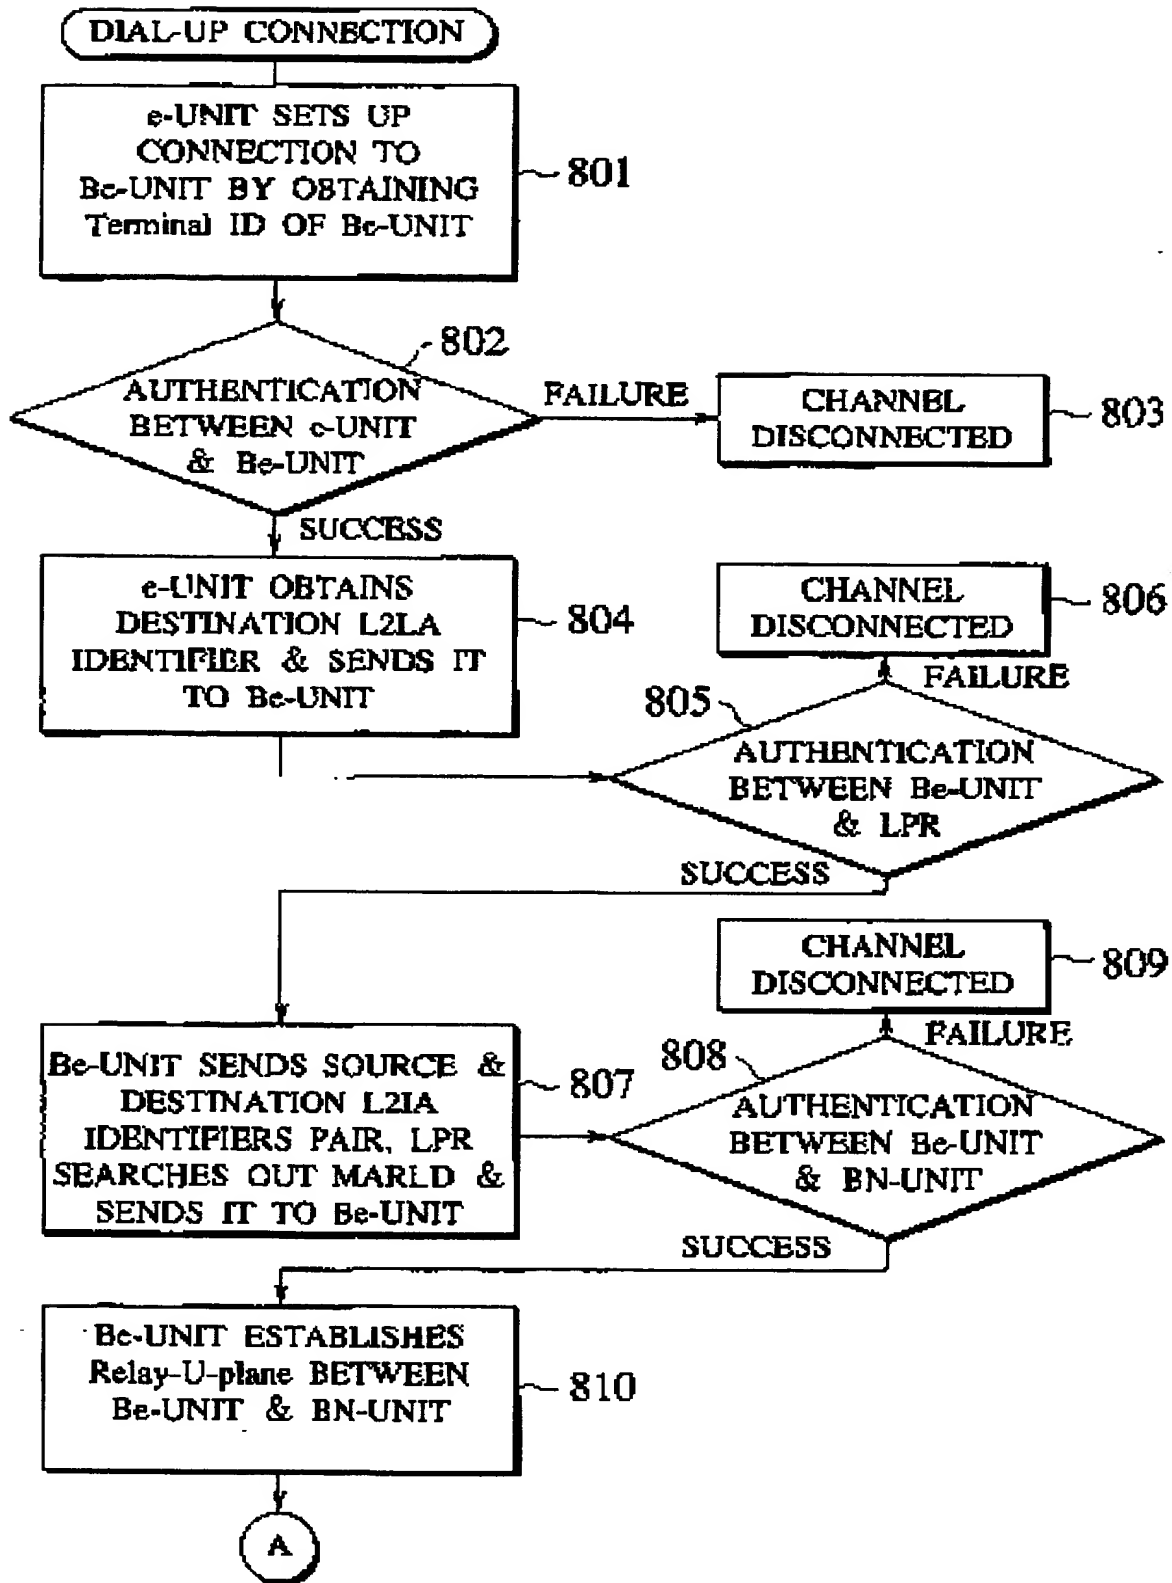 DIAL-UP CONNECTION
e-UNIT SETS UP
CONNECTION TO
Be-UNIT BY OBTAINING
Terminal ID OF Be-UNIT
801
802
AUTHENTICATION
BETWEEN e-UNIT
& Be-UNIT
FAILURE
CHANNEL
DISCONNECTED
803
SUCCESS
e-UNIT OBTAINS
DESTINATION L2LA
IDENTIFIER & SENDS IT
TO Be-UNIT
804
CHANNEL
DISCONNECTED
806
FAILURE
805
AUTHENTICATION
BETWEEN Be-UNIT
& LPR
SUCCESS
CHANNEL
DISCONNECTED
809
FAILURE
Be-UNIT SENDS SOURCE &
DESTINATION L2LA
IDENTIFIERS PAIR, LPR
SEARCHES OUT MARLD &
SENDS IT TO Be-UNIT
807
808
AUTHENTICATION
BETWEEN Be-UNIT
& BN-UNIT
SUCCESS
Be-UNIT ESTABLISHES
Relay-U-plane BETWEEN
Be-UNIT & BN-UNIT
810
A